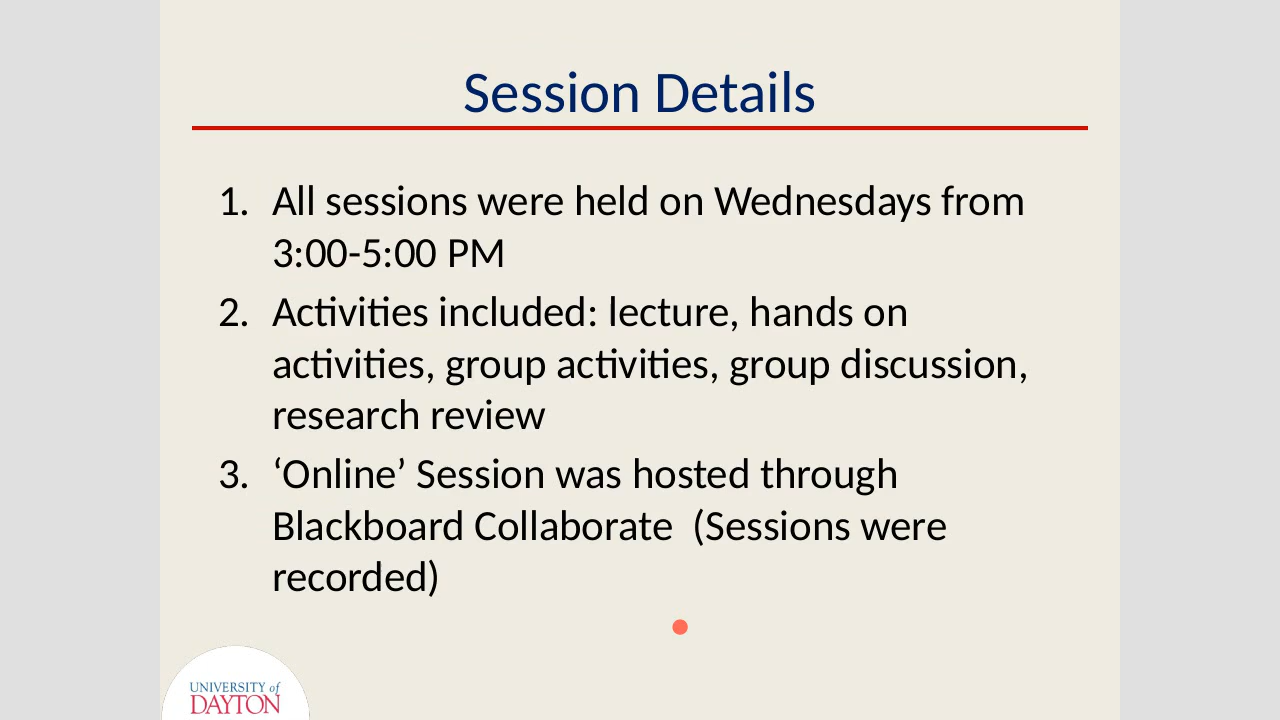 Session Details
1. All sessions were held on Wednesdays from
3:00-5:00 PM
2. Activities included: lecture, hands on
activities, group activities, group discussion,
research review
3. ‘Online’ Session was hosted through
Blackboard Collaborate  (Sessions were
recorded)
UNIVERSITY of
DAYTON